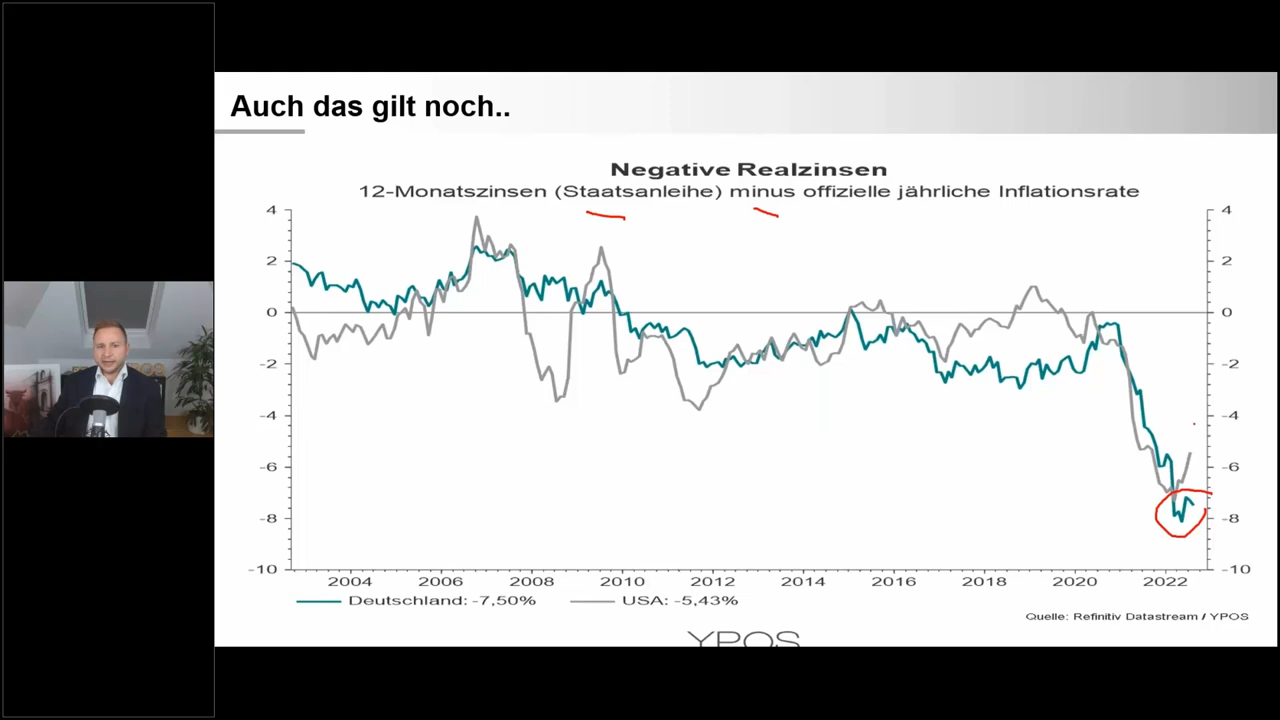 Auch das gilt noch..
Negative Realzinsen
12-Monatszinsen (Staatsanleihe) minus offizielle jährliche Inflationsrate
4 4
2 2
0 0
-2 -2
-4 -4
-6 -6
-8 -8
-10 -10
2004 2006 2008 2010 2012 2014 2016 2018 2020 2022
Deutschland: -7,50% USA: -5,43%
Quelle: Refinitiv Datastream / YPOS
YPOS